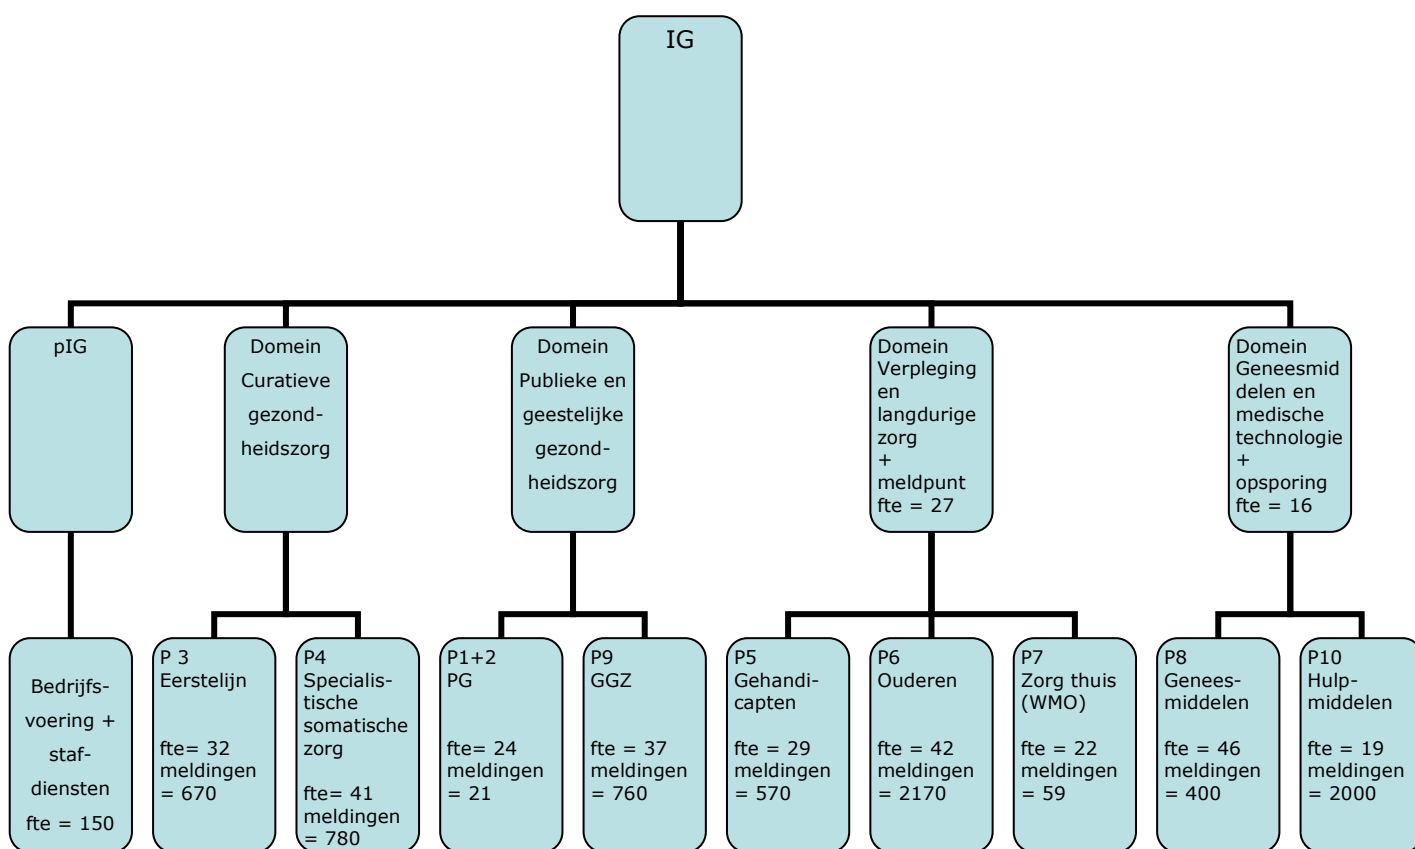 IG
pIG
Domein
Curatieve
gezond-
heidszorg
Domein
Publieke en
geestelijke
gezond-
heidszorg
Domein
Verpleging
en
langdurige
zorg
+
meldpunt
fte = 27
Domein
Geneesmid
delen en
medische
technologie
+
opsporing
fte = 16
Bedrijfs-
voering +
staf-
diensten
fte = 150
P 3
Eerstelijn
fte= 32
meldingen
= 670
P4
Specialis-
tische
somatische
zorg
fte= 41
meldingen
= 780
P1+2
PG
fte= 24
meldingen
= 21
P9
GGZ
fte = 37
meldingen
= 760
P5
Gehandi-
capten
fte = 29
meldingen
= 570
P6
Ouderen
fte = 42
meldingen
= 2170
P7
Zorg thuis
(WMO)
fte = 22
meldingen
= 59
P8
Genees-
middelen
fte = 46
meldingen
= 400
P10
Hulp-
middelen
fte = 19
meldingen
= 2000